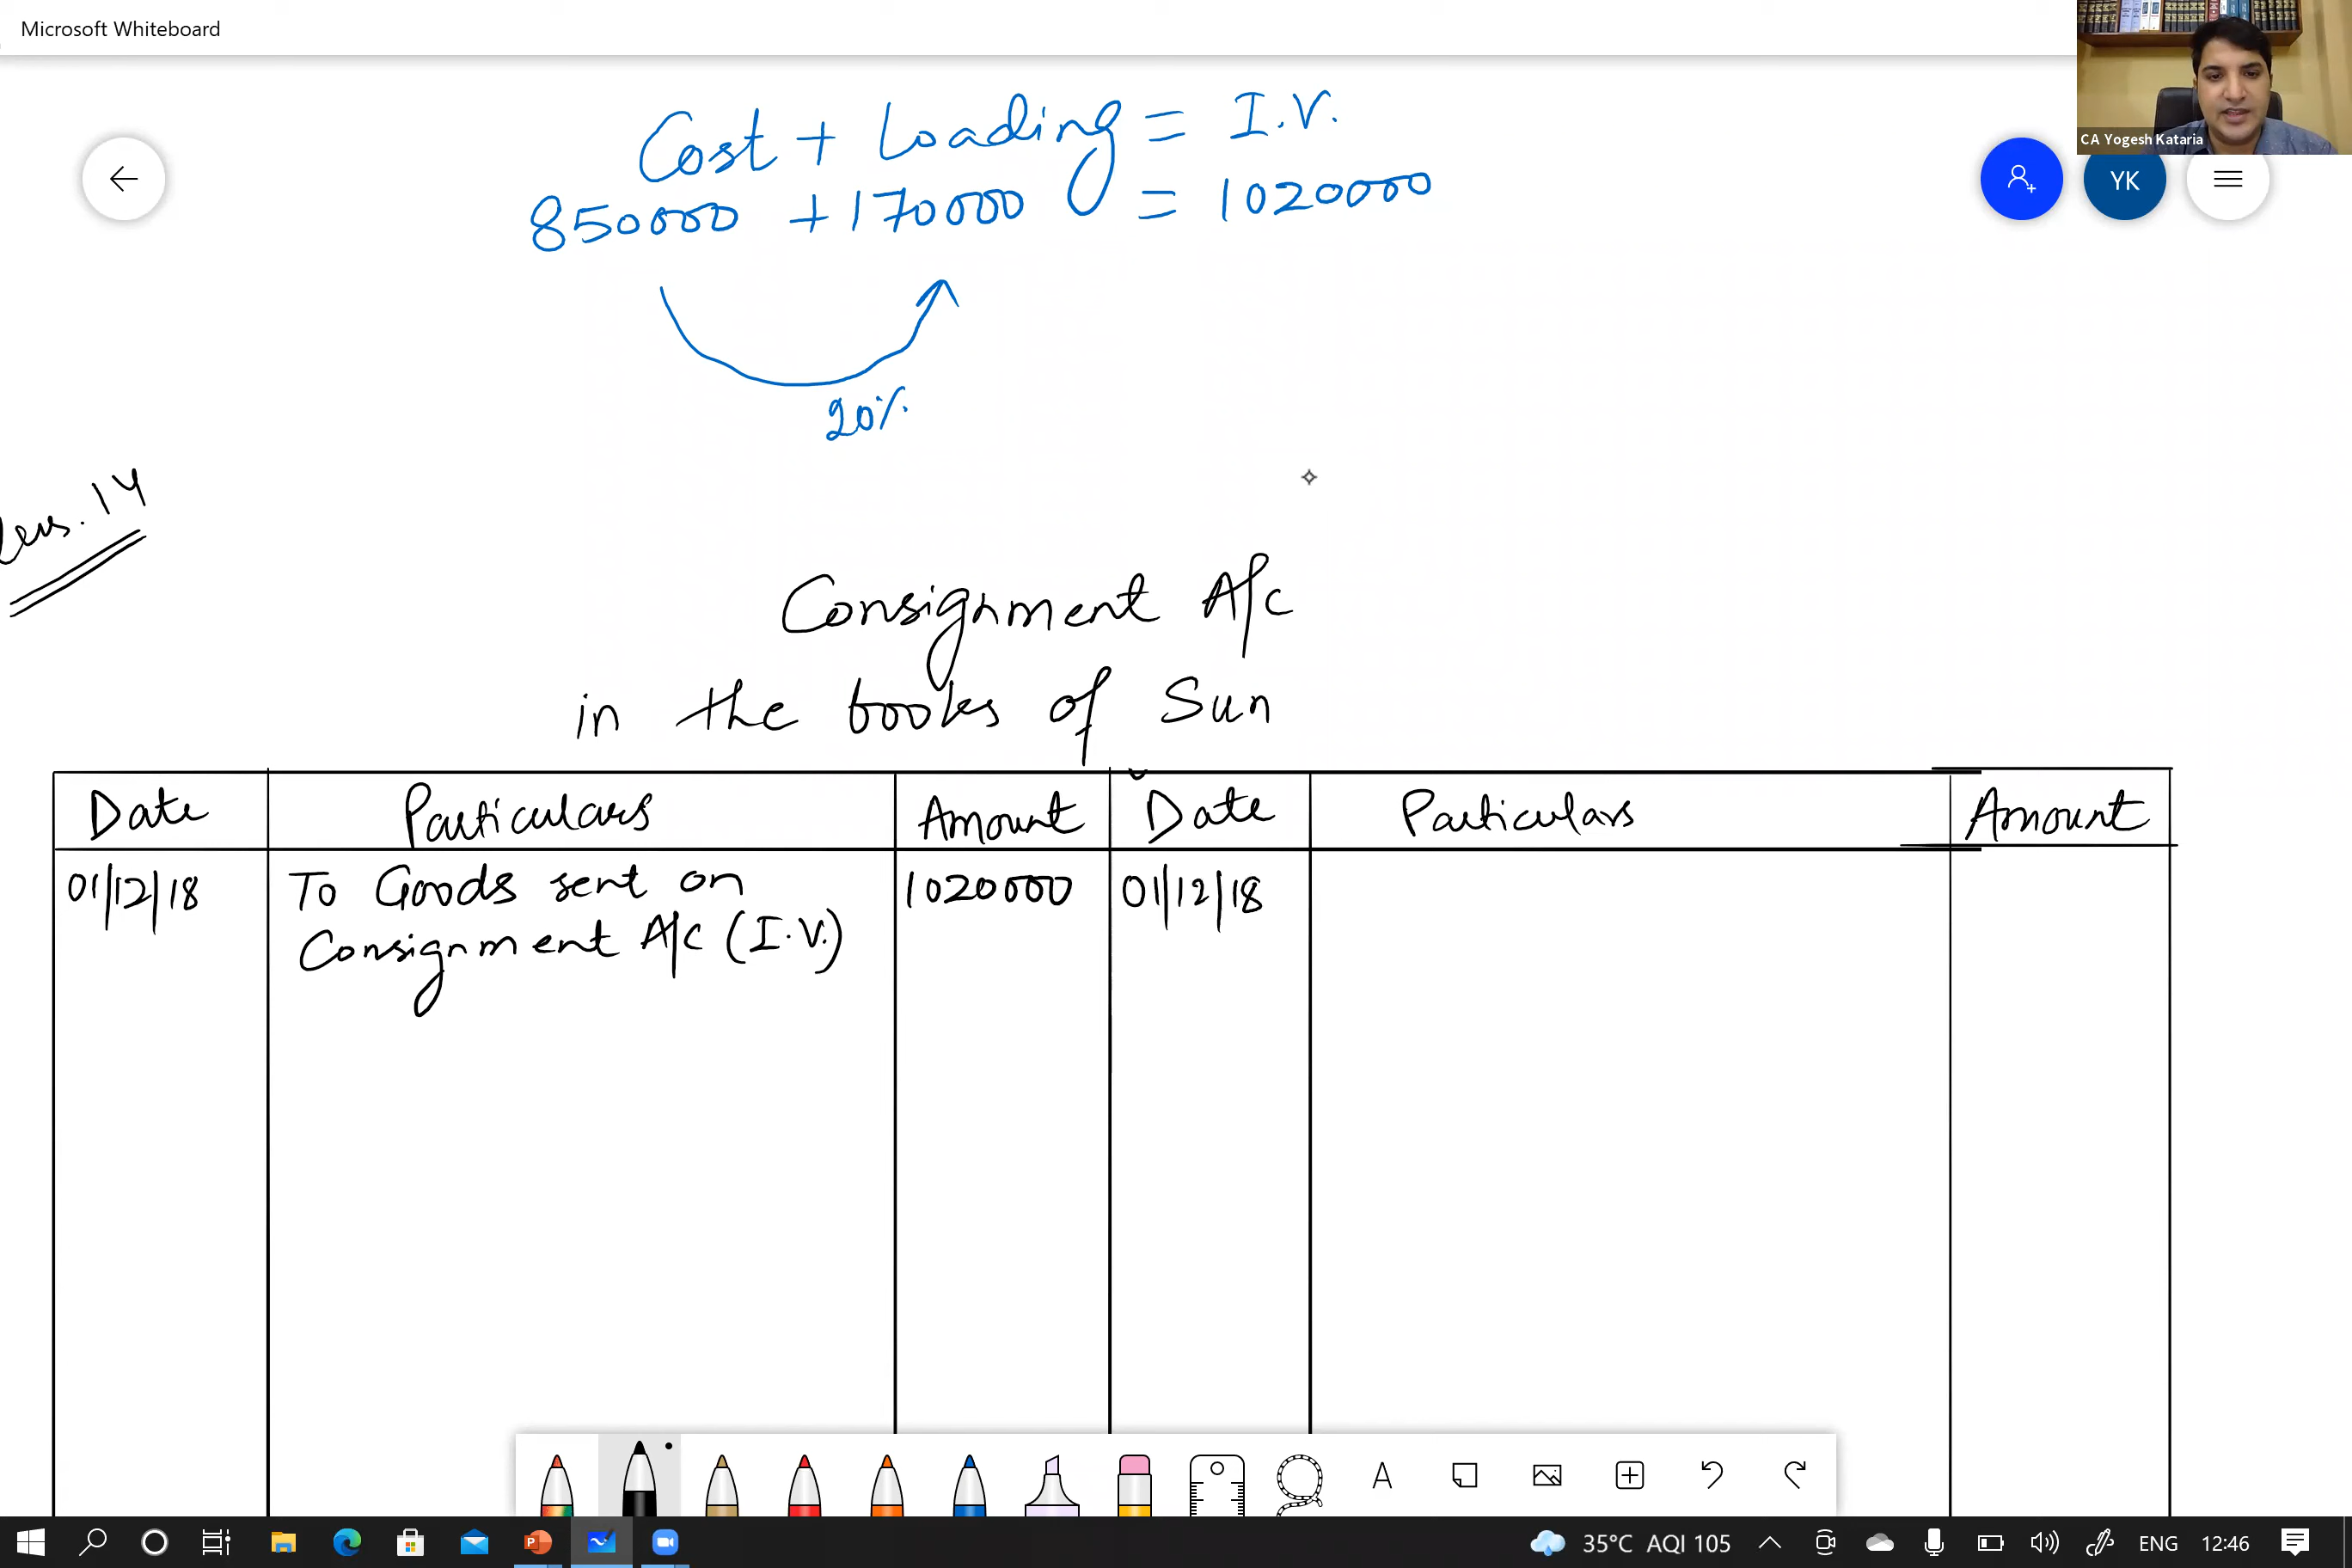 Microsoft Whiteboard
CA Yogesh Kataria
YK
Cost + Loading = I.V.
850000 + 170000 = 1020000
20%
14
Consignment A/c
in the books of Sun
Date Particulars Amount Date Particulars Amount
01/12/18 To Goods sent on 1020000 01/12/18
Consignment A/c (I.V.)
A
35°C AQI 105 ENG 12:46